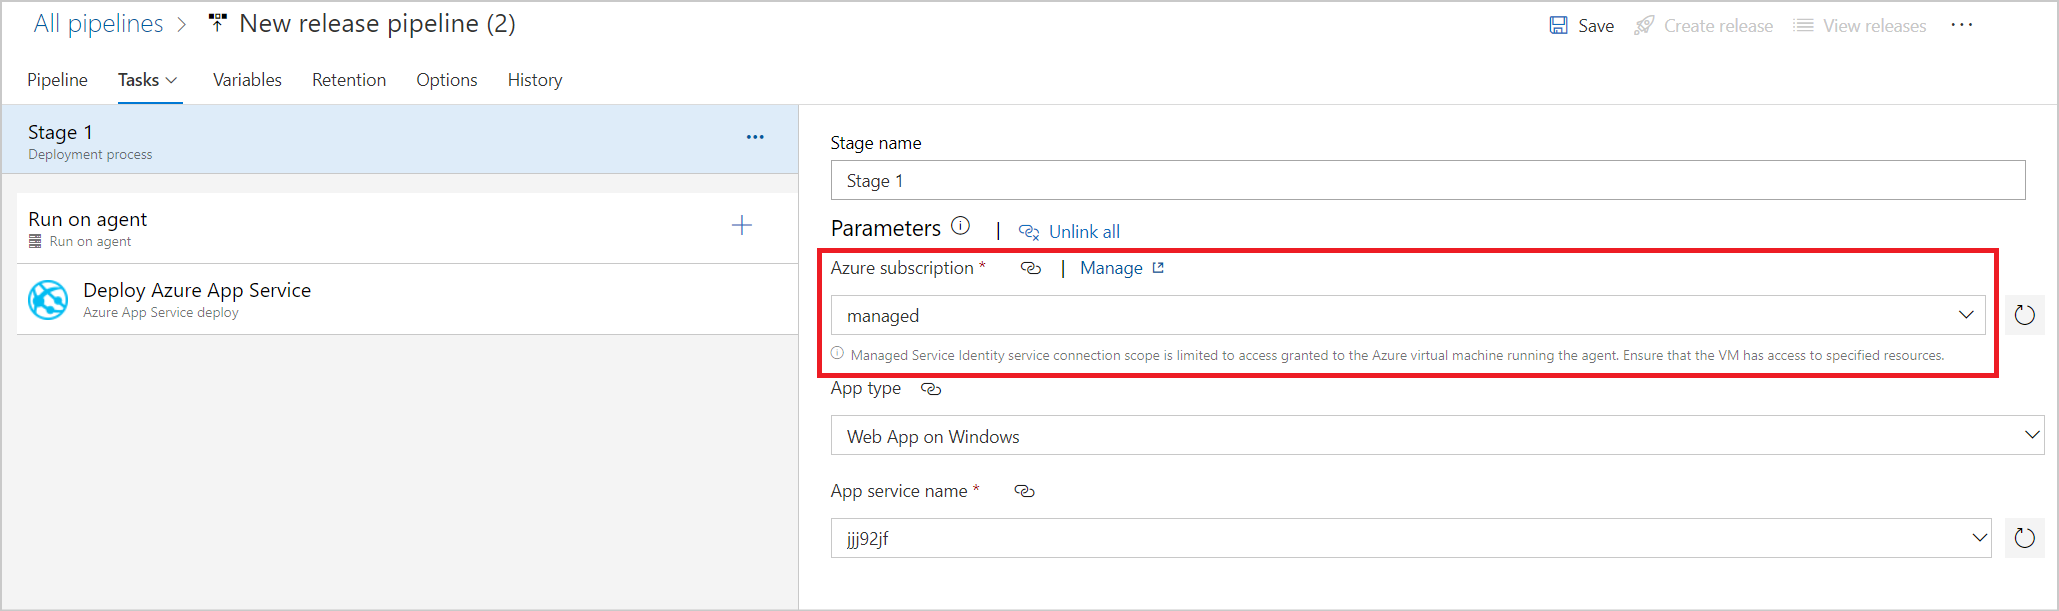 All pipelines > New release pipeline (2)
Save Create release View releases ...
Pipeline Tasks Variables Retention Options History
Stage 1
Deployment process
Run on agent
Run on agent
Deploy Azure App Service
Azure App Service deploy
Stage name
Stage 1
Parameters | Unlink all
Azure subscription * | Manage
managed
Managed Service Identity service connection scope is limited to access granted to the Azure virtual machine running the agent. Ensure that the VM has access to specified resources.
App type
Web App on Windows
App service name *
jjj92jf